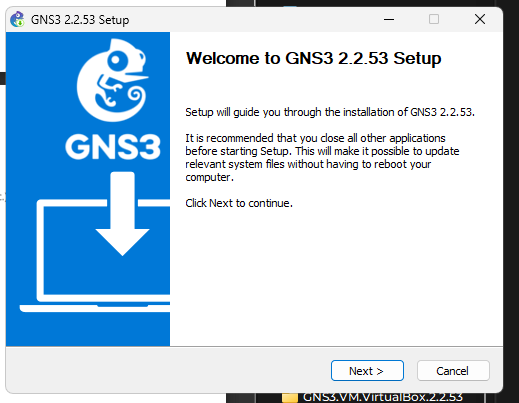 GNS3 2.2.53 Setup
Welcome to GNS3 2.2.53 Setup
GNS3
Setup will guide you through the installation of GNS3 2.2.53.
It is recommended that you close all other applications
before starting Setup. This will make it possible to update
relevant system files without having to reboot your
computer.
Click Next to continue.
Next >
Cancel
GNS3.VM.VirtualBox.2.2.53